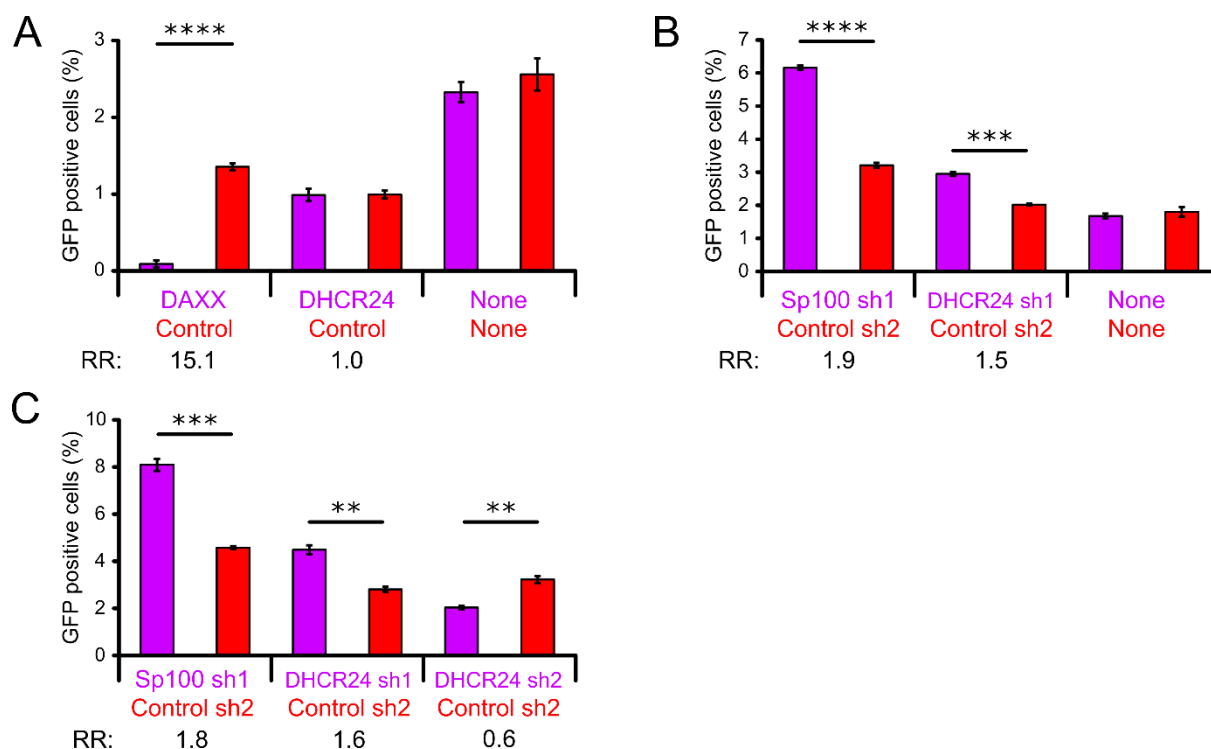 A
GFP positive cells (%)
3
2
1
0
****
DAXX DHCR24 None
Control Control None
RR: 15.1 1.0
B
GFP positive cells (%)
7
6
5
4
3
2
1
0
****
***
Sp100 sh1 DHCR24 sh1 None
Control sh2 Control sh2 None
RR: 1.9 1.5
C
GFP positive cells (%)
10
8
6
4
2
0
***
** **
Sp100 sh1 DHCR24 sh1 DHCR24 sh2
Control sh2 Control sh2 Control sh2
RR: 1.8 1.6 0.6